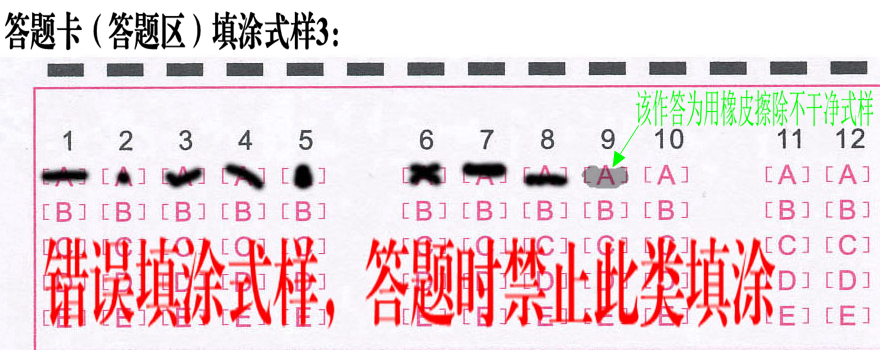 答题卡（答题区）填涂式样3：
该作答为用橡皮擦除不干净式样
1 2 3 4 5 6 7 8 9 10 11 12
[A] [A] [A] [A] [A] [A] [A] [A] [A] [A] [A] [A]
[B] [B] [B] [B] [B] [B] [B] [B] [B] [B] [B] [B]
[C] [C] [C] [C] [C] [C] [C] [C] [C] [C] [C] [C]
错误填涂式样，答题时禁止此类填涂
[D] [D] [D] [D] [D] [D] [D] [D] [D] [D] [D] [D]
[E] [E] [E] [E] [E] [E] [E] [E] [E] [E] [E] [E]